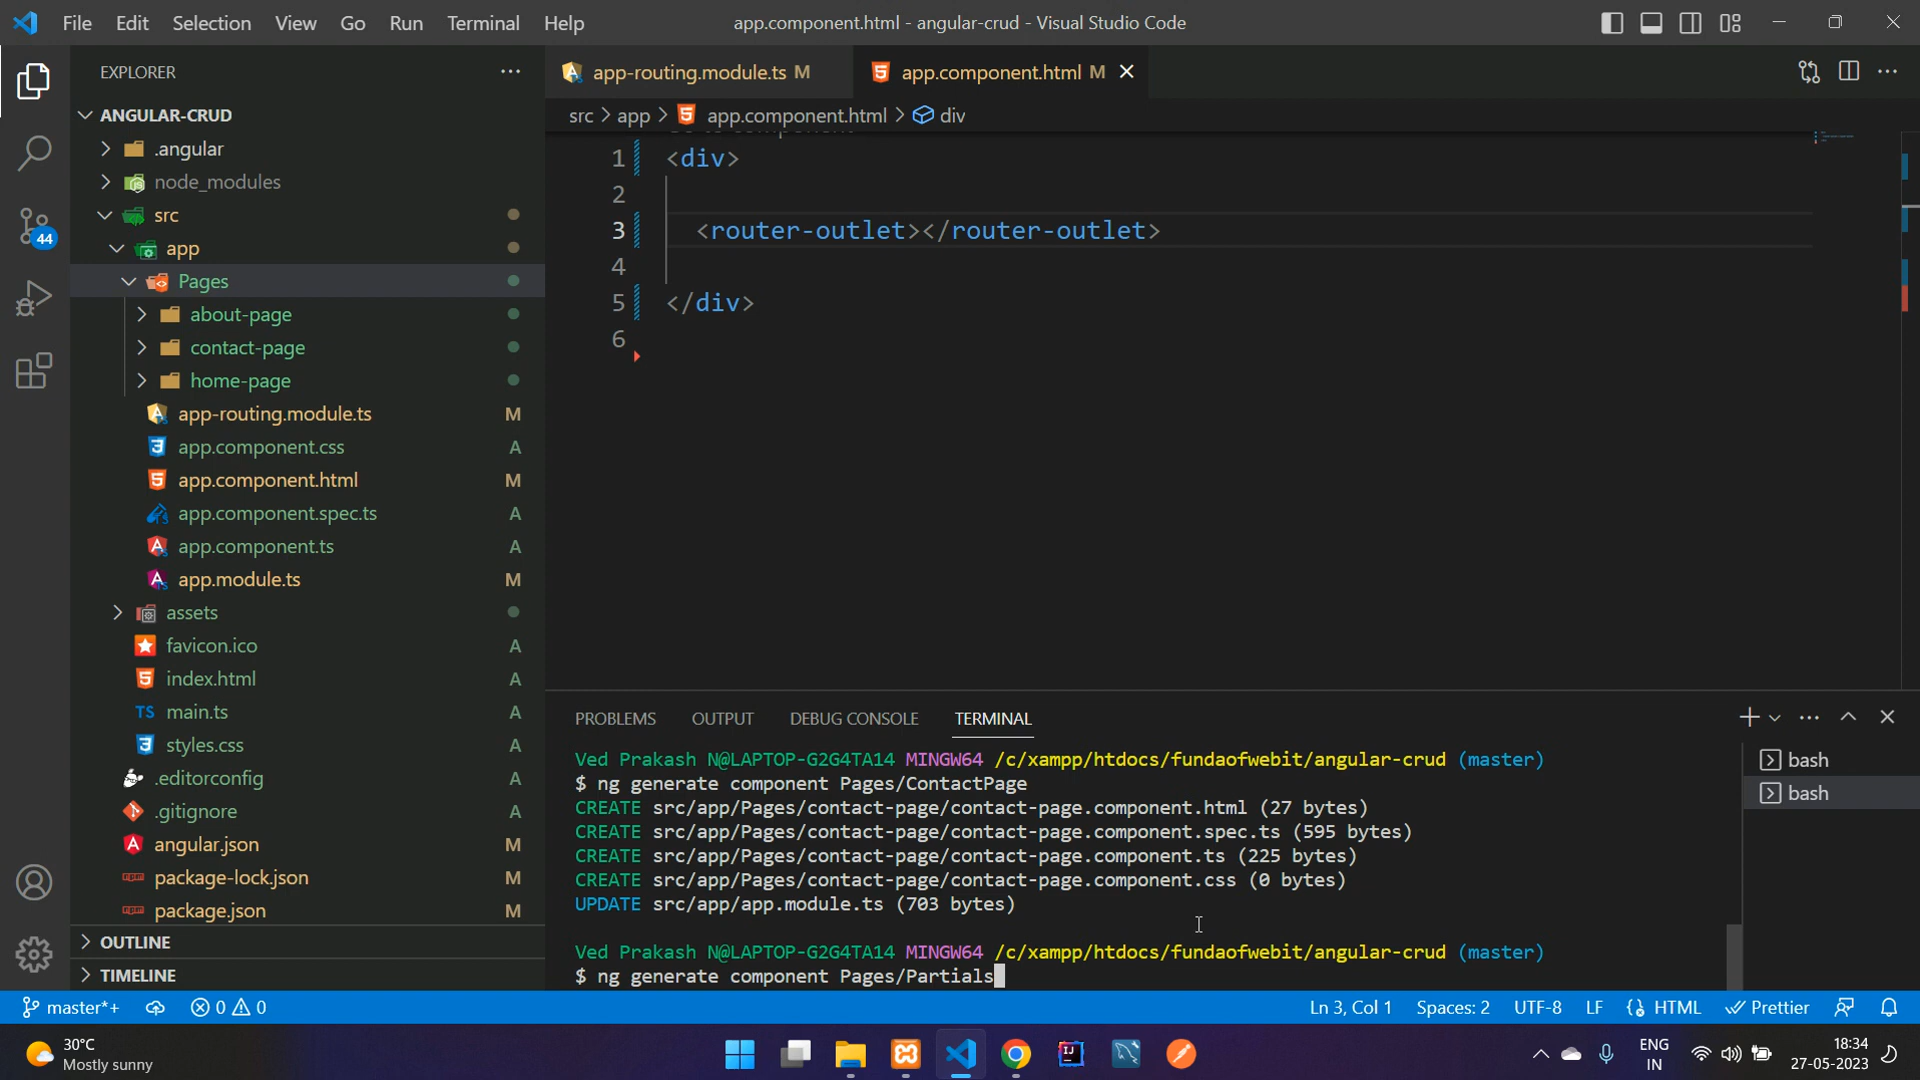 File Edit Selection View Go Run Terminal Help
app.component.html - angular-crud - Visual Studio Code
EXPLORER
ANGULAR-CRUD
.angular
node_modules
src
app
Pages
about-page
contact-page
home-page
app-routing.module.ts M
app.component.css A
app.component.html M
app.component.spec.ts A
app.component.ts A
app.module.ts M
assets
favicon.ico A
index.html A
TS main.ts A
styles.css A
.editorconfig A
.gitignore A
angular.json M
package-lock.json M
package.json M
OUTLINE
TIMELINE
44
app-routing.module.ts M
app.component.html M
src > app > app.component.html > div
1 <div>
2
3 <router-outlet></router-outlet>
4
5 </div>
6
PROBLEMS OUTPUT DEBUG CONSOLE TERMINAL
Ved Prakash N@LAPTOP-G2G4TA14 MINGW64 /c/xampp/htdocs/fundaofwebit/angular-crud (master)
$ ng generate component Pages/ContactPage
CREATE src/app/Pages/contact-page/contact-page.component.html (27 bytes)
CREATE src/app/Pages/contact-page/contact-page.component.spec.ts (595 bytes)
CREATE src/app/Pages/contact-page/contact-page.component.ts (225 bytes)
CREATE src/app/Pages/contact-page/contact-page.component.css (0 bytes)
UPDATE src/app/app.module.ts (703 bytes)
Ved Prakash N@LAPTOP-G2G4TA14 MINGW64 /c/xampp/htdocs/fundaofwebit/angular-crud (master)
$ ng generate component Pages/Partials
bash
bash
master*+ 0 0
Ln 3, Col 1 Spaces: 2 UTF-8 LF HTML Prettier
30°C
Mostly sunny
ENG
IN
18:34
27-05-2023